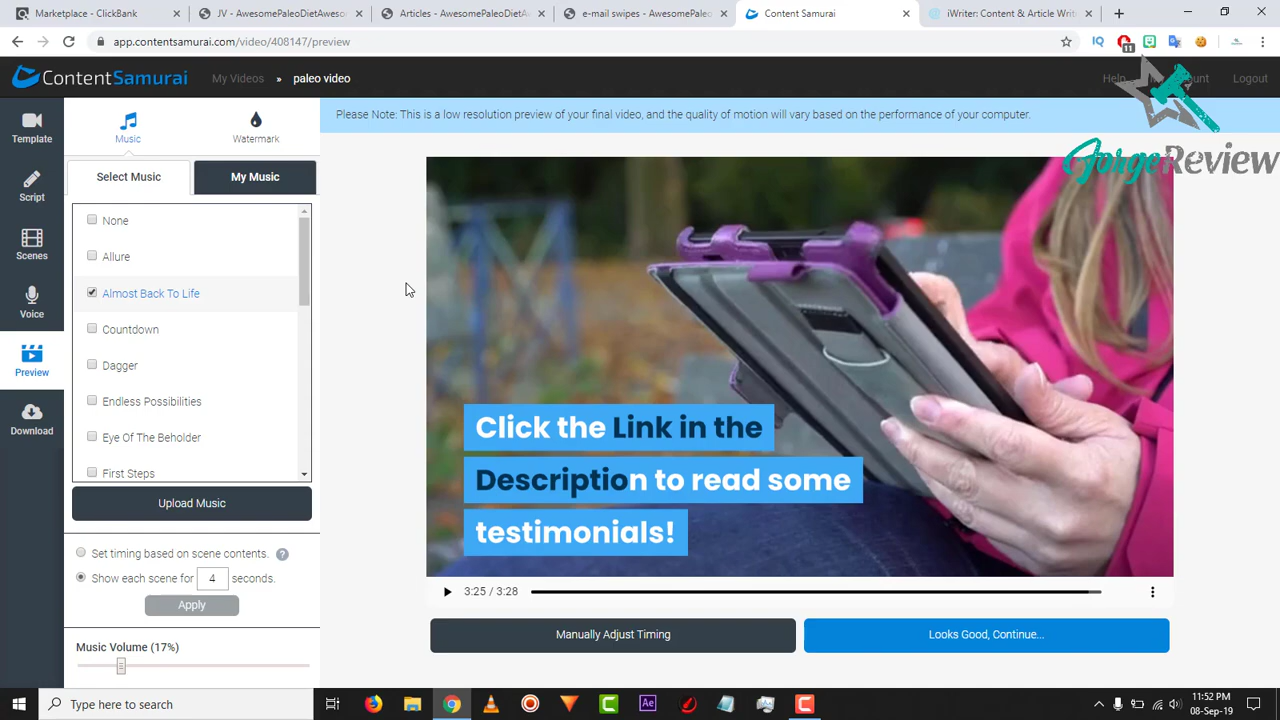 Marketplace - ClickBank
JV - AwesomePaleoDietAwesc
Articles – AwesomePaleoDietA
e-mail swipes – AwesomePaleo
Content Samurai
iWriter: Content & Article Writi
app.contentsamurai.com/video/408147/preview
11
ContentSamurai
My Videos » paleo video
Help
Logout
Template
Script
Scenes
Voice
Preview
Download
Music
Watermark
Select Music
My Music
None
Allure
Almost Back To Life
Countdown
Dagger
Endless Possibilities
Eye Of The Beholder
First Steps
Upload Music
Set timing based on scene contents. ?
Show each scene for 4 seconds.
Apply
Music Volume (17%)
Please Note: This is a low resolution preview of your final video, and the quality of motion will vary based on the performance of your computer.
JorgeReview
Click the Link in the
Description to read some
testimonials!
3:25 / 3:28
Manually Adjust Timing
Looks Good, Continue...
Type here to search
Ae
11:52 PM
08-Sep-19